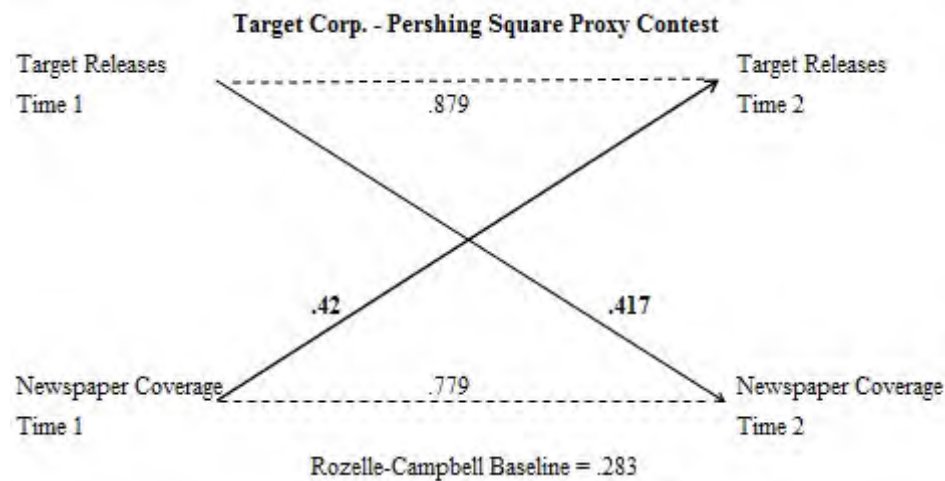 Target Corp. - Pershing Square Proxy Contest
Target Releases
Time 1
Target Releases
Time 2
.879
.42
.417
Newspaper Coverage
Time 1
.779
Newspaper Coverage
Time 2
Rozelle-Campbell Baseline = .283